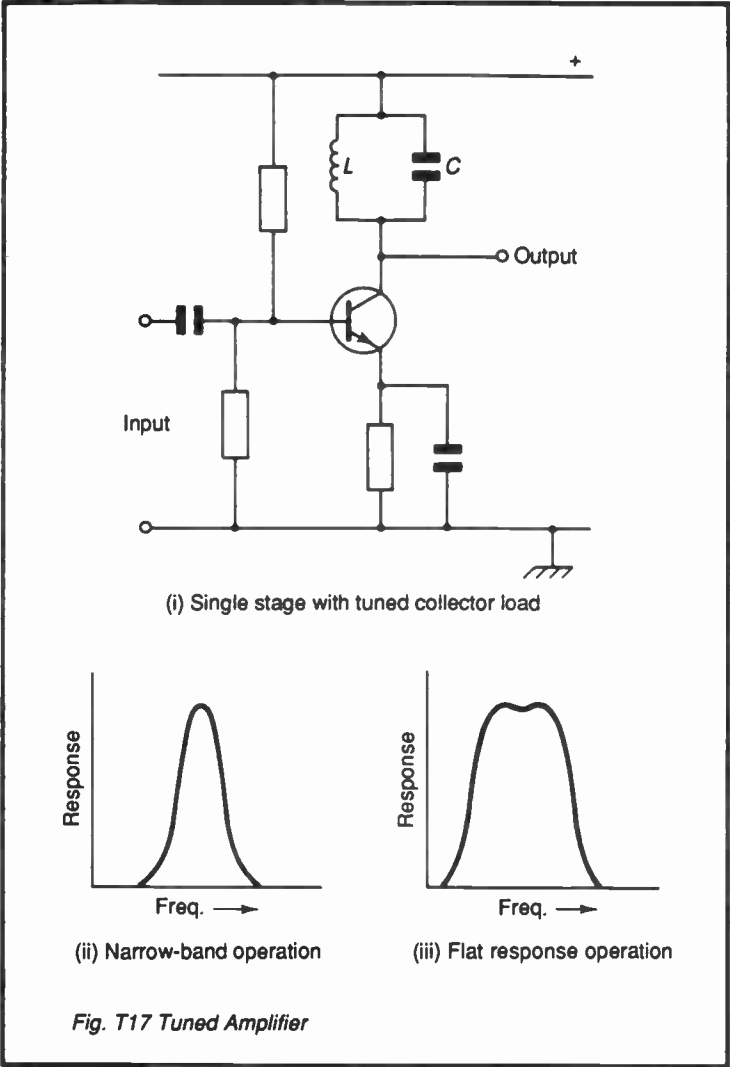 +
L
C
Output
Input
(i) Single stage with tuned collector load
Response
Freq.
(ii) Narrow-band operation
Response
Freq.
(iii) Flat response operation
Fig. T17 Tuned Amplifier